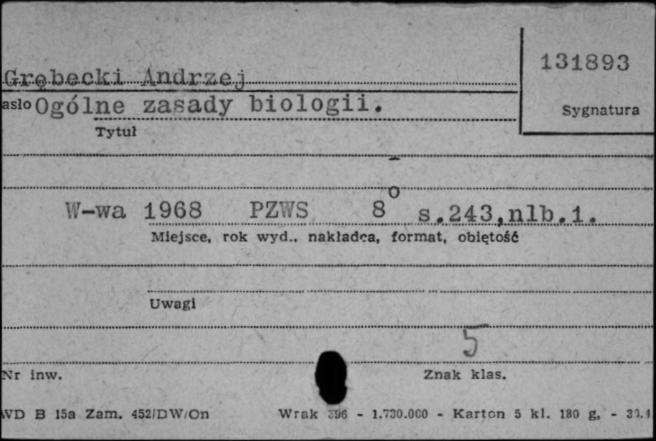 Grębecki Andrzej
131893
asło Ogólne zasady biologii.
Sygnatura
Tytuł
W-wa 1968 PZWS 8° s.243,nlb.1.
Miejsce, rok wyd., nakładca, format, objętość
Uwagi
5
Nr inw.
Znak klas.
WD B 15a Zam. 452/DW/On Wrak 396 - 1.730.000 - Karton 5 kl. 180 g, -